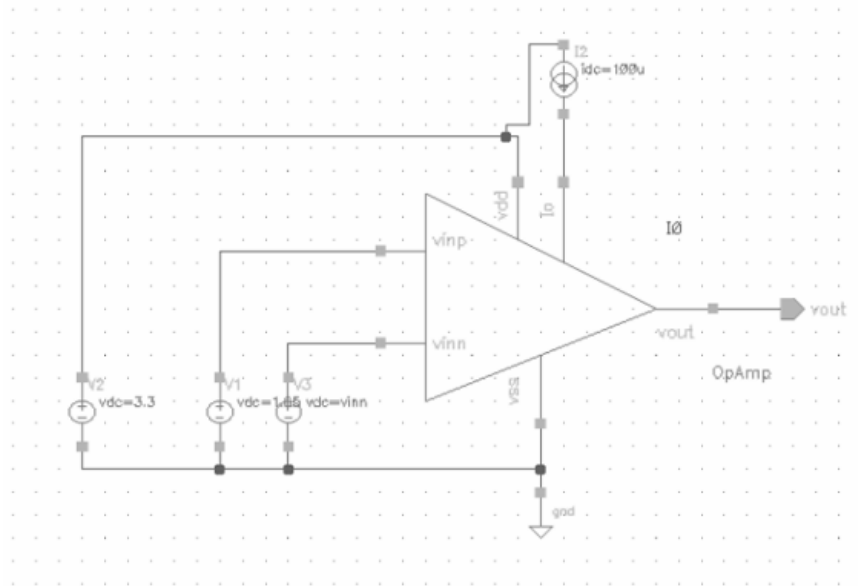 I2
idc=100u
vdd
Io
I0
vinp
vinn
vout
vout
OpAmp
vss
V2
vdc=3.3
V1
vdc=1.65
V3
vdc=vinn
gnd